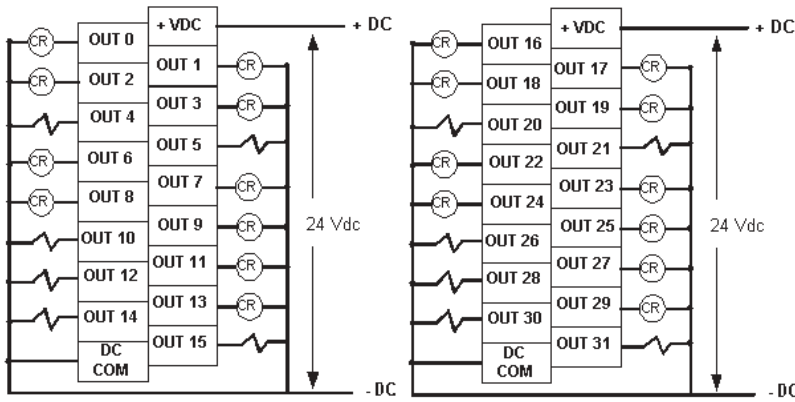 + VDC + DC
CR OUT 0
OUT 1 CR
CR OUT 2
OUT 3 CR
OUT 4
OUT 5
CR OUT 6
OUT 7 CR
CR OUT 8
OUT 9 CR
24 Vdc
OUT 10
OUT 11 CR
OUT 12
OUT 13 CR
OUT 14
OUT 15
DC
COM
- DC
+ VDC + DC
CR OUT 16
OUT 17 CR
CR OUT 18
OUT 19 CR
OUT 20
OUT 21
CR OUT 22
OUT 23 CR
CR OUT 24
OUT 25 CR
24 Vdc
OUT 26
OUT 27 CR
OUT 28
OUT 29 CR
OUT 30
OUT 31
DC
COM
- DC